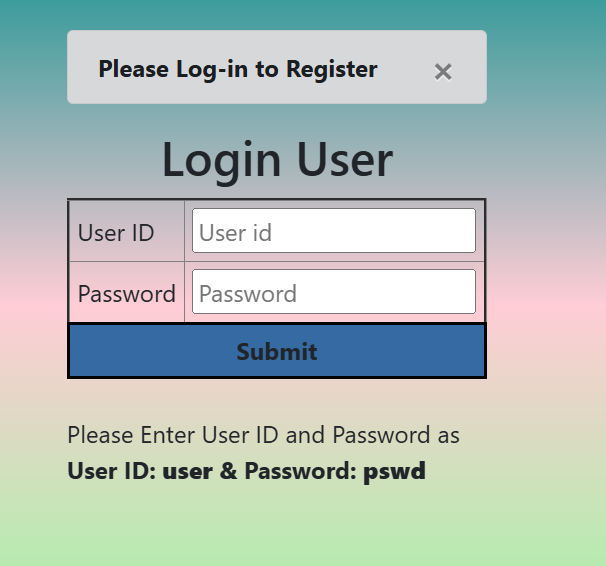 Please Log-in to Register ×
Login User
User ID User id
Password Password
Submit
Please Enter User ID and Password as
User ID: user & Password: pswd